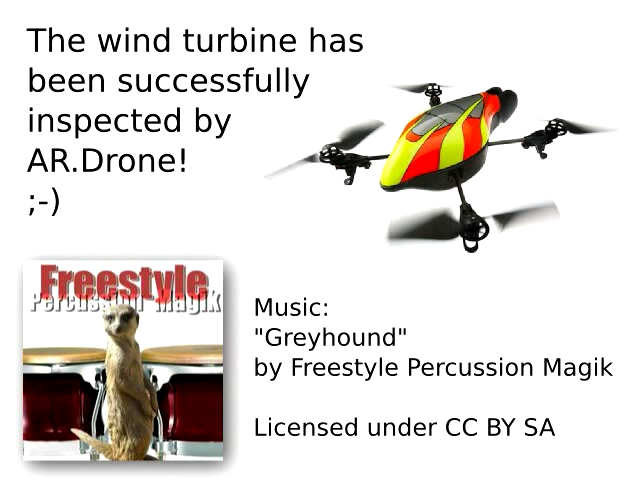 The wind turbine has
been successfully
inspected by
AR.Drone!
;-)
Freestyle
Percussion Magik
Music:
"Greyhound"
by Freestyle Percussion Magik
Licensed under CC BY SA